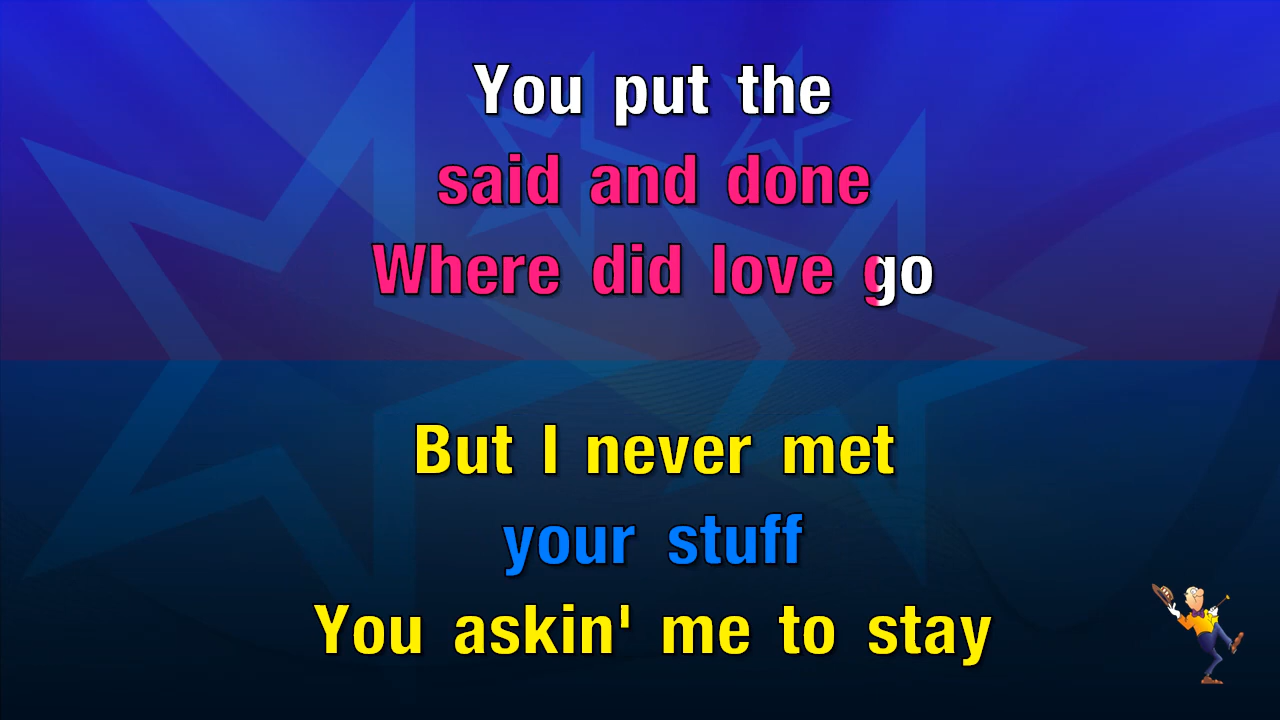 You put the
said and done
Where did love go
But I never met
your stuff
You askin' me to stay